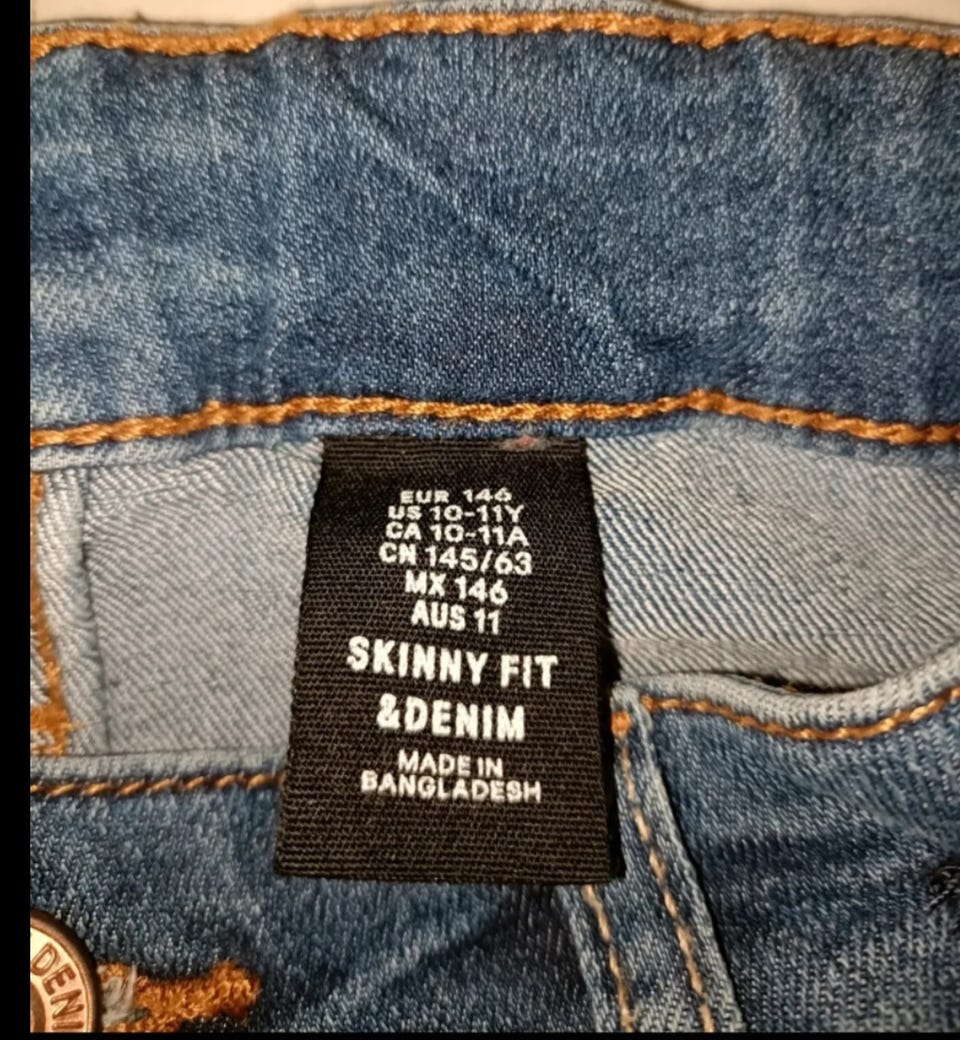 EUR 146
US 10-11Y
CA 10-11A
CN 145/63
MX 146
AUS 11
SKINNY FIT
&DENIM
MADE IN
BANGLADESH
DENI